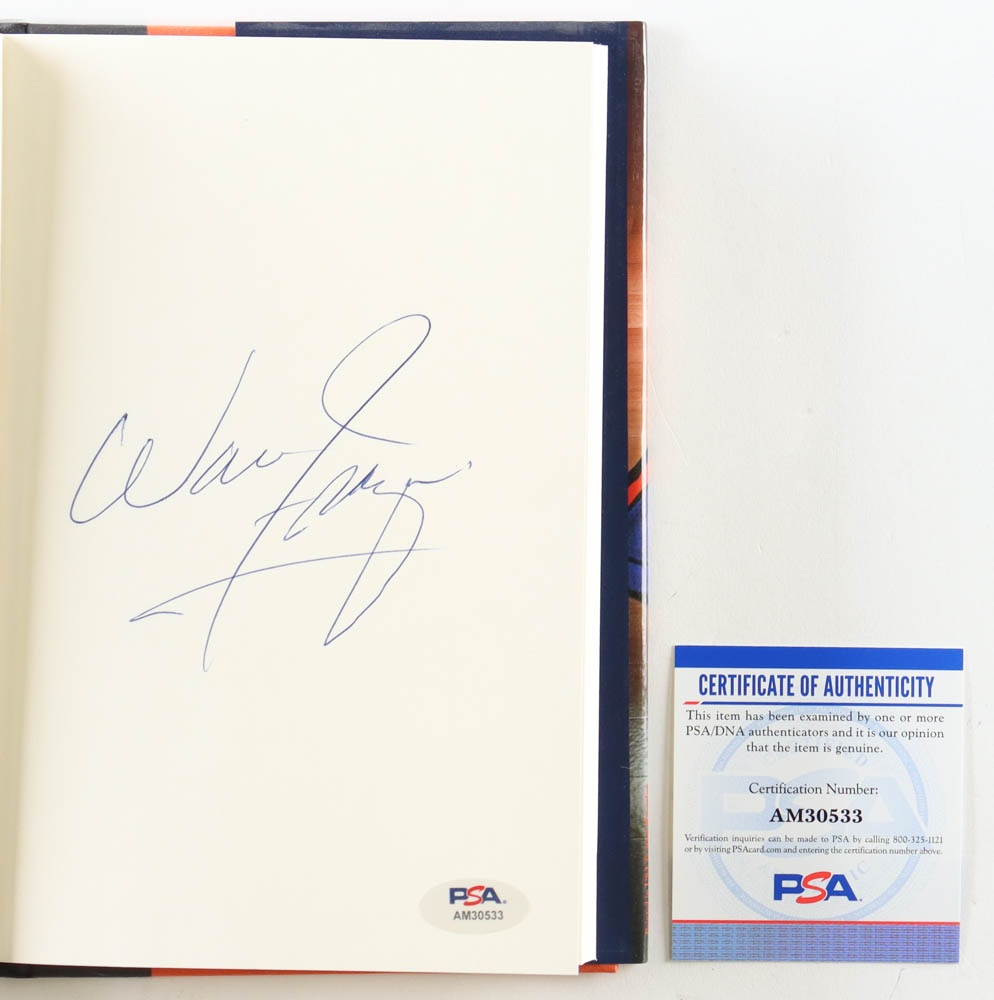 Walt Frazier
PSA.
AM30533
CERTIFICATE OF AUTHENTICITY
This item has been examined by one or more
PSA/DNA authenticators and it is our opinion
that the item is genuine.
Certification Number:
AM30533
Verification inquiries can be made to PSA by calling 800-325-1121
or by visiting PSAcard.com and entering the certification number above.
PSA.